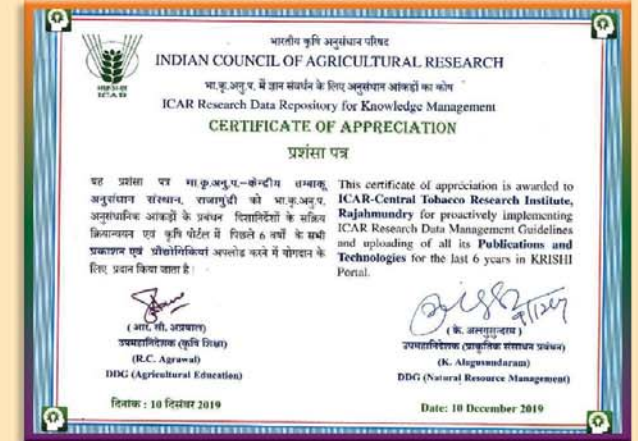 भारतीय कृषि अनुसंधान परिषद
INDIAN COUNCIL OF AGRICULTURAL RESEARCH
भा.कृ.अनु.प. में ज्ञान संवर्धन के लिए अनुसंधान आंकड़ों का कोष
ICAR Research Data Repository for Knowledge Management
CERTIFICATE OF APPRECIATION
प्रशंसा पत्र
यह प्रशंसा पत्र भा.कृ.अनु.प.–केन्द्रीय तम्बाकू
अनुसंधान संस्थान, राजामुंद्री को भा.कृ.अनु.प.
अनुसंधानिक आंकड़ों के प्रबंधन दिशानिर्देशों के सक्रिय
क्रियान्वयन एवं कृषि पोर्टल में पिछले 6 वर्षों के सभी
प्रकाशन एवं प्रौद्योगिकियां अपलोड करने में योगदान के
लिए प्रदान किया जाता है।
This certificate of appreciation is awarded to
ICAR-Central Tobacco Research Institute,
Rajahmundry for proactively implementing
ICAR Research Data Management Guidelines
and uploading of all its Publications and
Technologies for the last 6 years in KRISHI
Portal.
( आर. सी. अग्रवाल )
उपमहानिदेशक (कृषि शिक्षा)
(R.C. Agrawal)
DDG (Agricultural Education)
दिनांक : 10 दिसंबर 2019
( के. अलगुसुन्दरम )
उपमहानिदेशक (प्राकृतिक संसाधन प्रबंधन)
(K. Alagusundaram)
DDG (Natural Resource Management)
Date: 10 December 2019